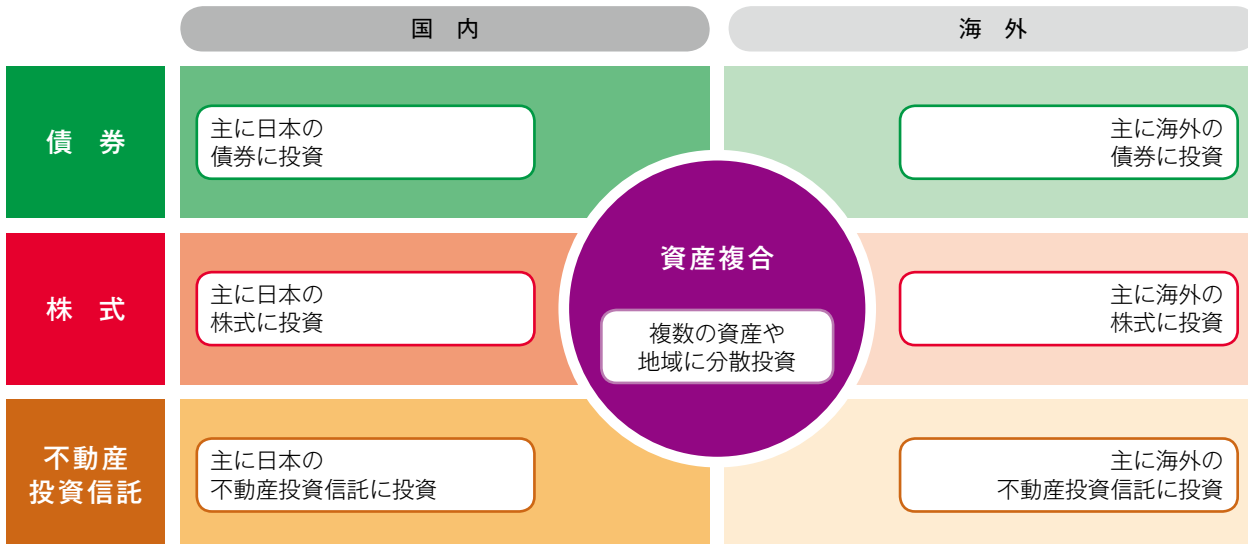 国 内
海 外
債 券
主に日本の
債券に投資
主に海外の
債券に投資
株 式
主に日本の
株式に投資
資産複合
複数の資産や
地域に分散投資
主に海外の
株式に投資
不動産
投資信託
主に日本の
不動産投資信託に投資
主に海外の
不動産投資信託に投資